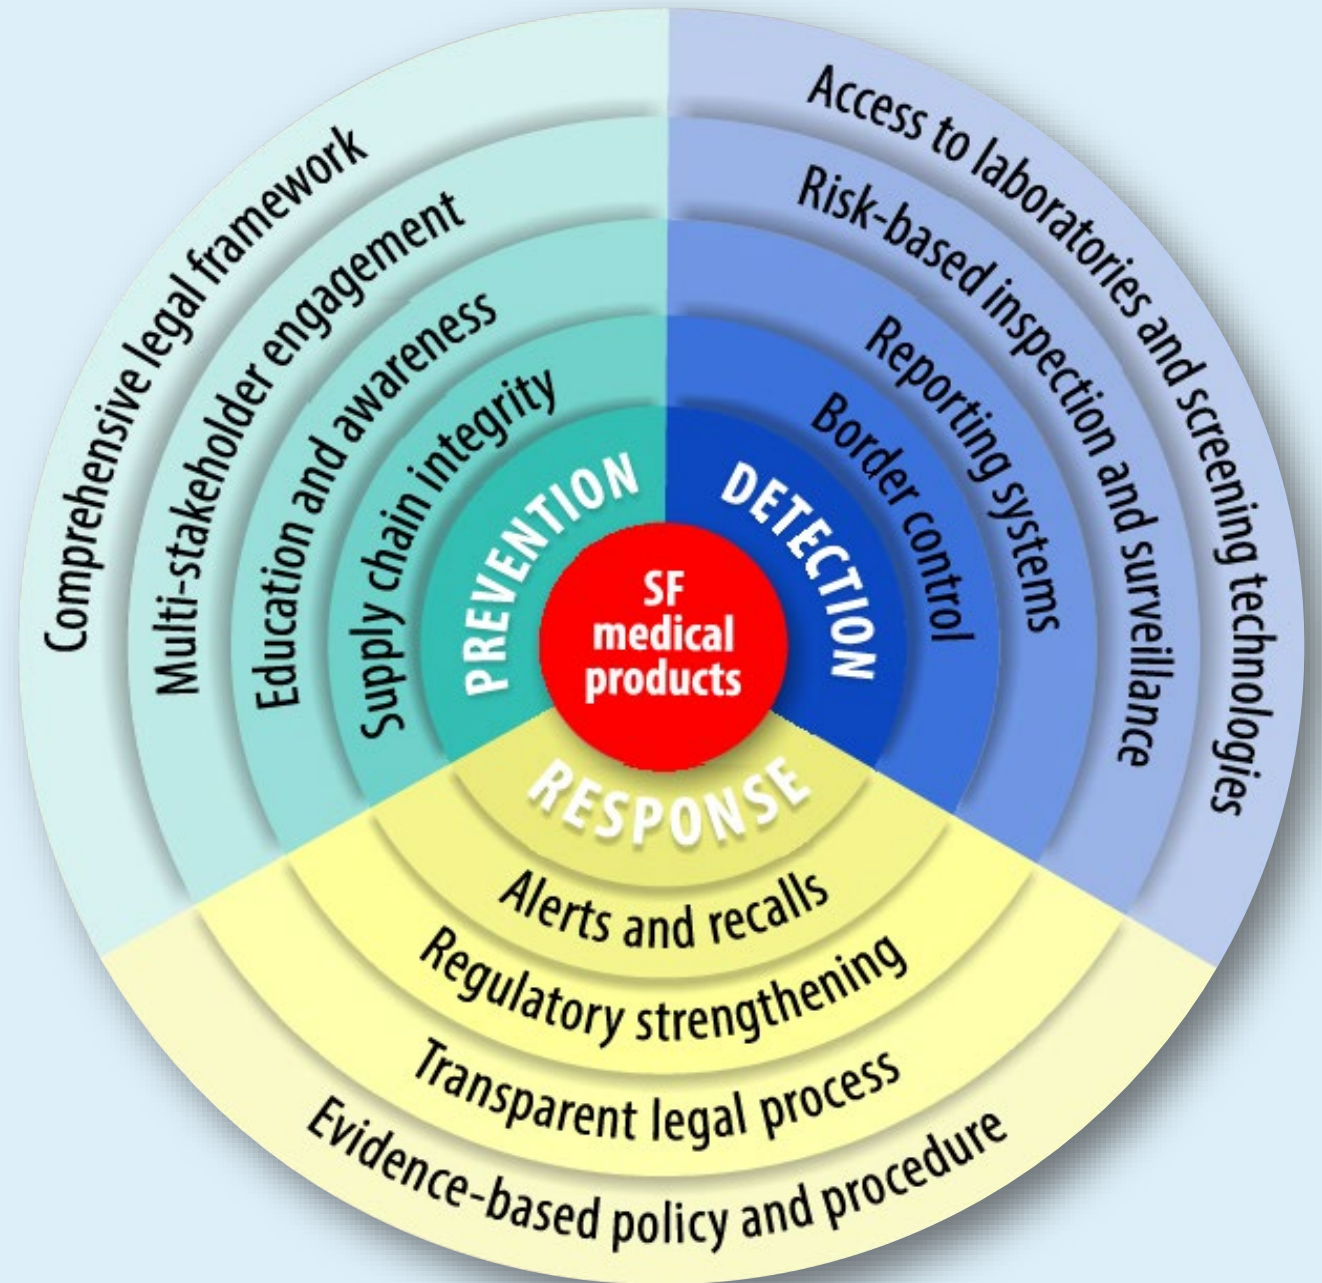 SF
medical
products
PREVENTION
Supply chain integrity
Education and awareness
Multi-stakeholder engagement
Comprehensive legal framework
DETECTION
Border control
Reporting systems
Risk-based inspection and surveillance
Access to laboratories and screening technologies
RESPONSE
Alerts and recalls
Regulatory strengthening
Transparent legal process
Evidence-based policy and procedure